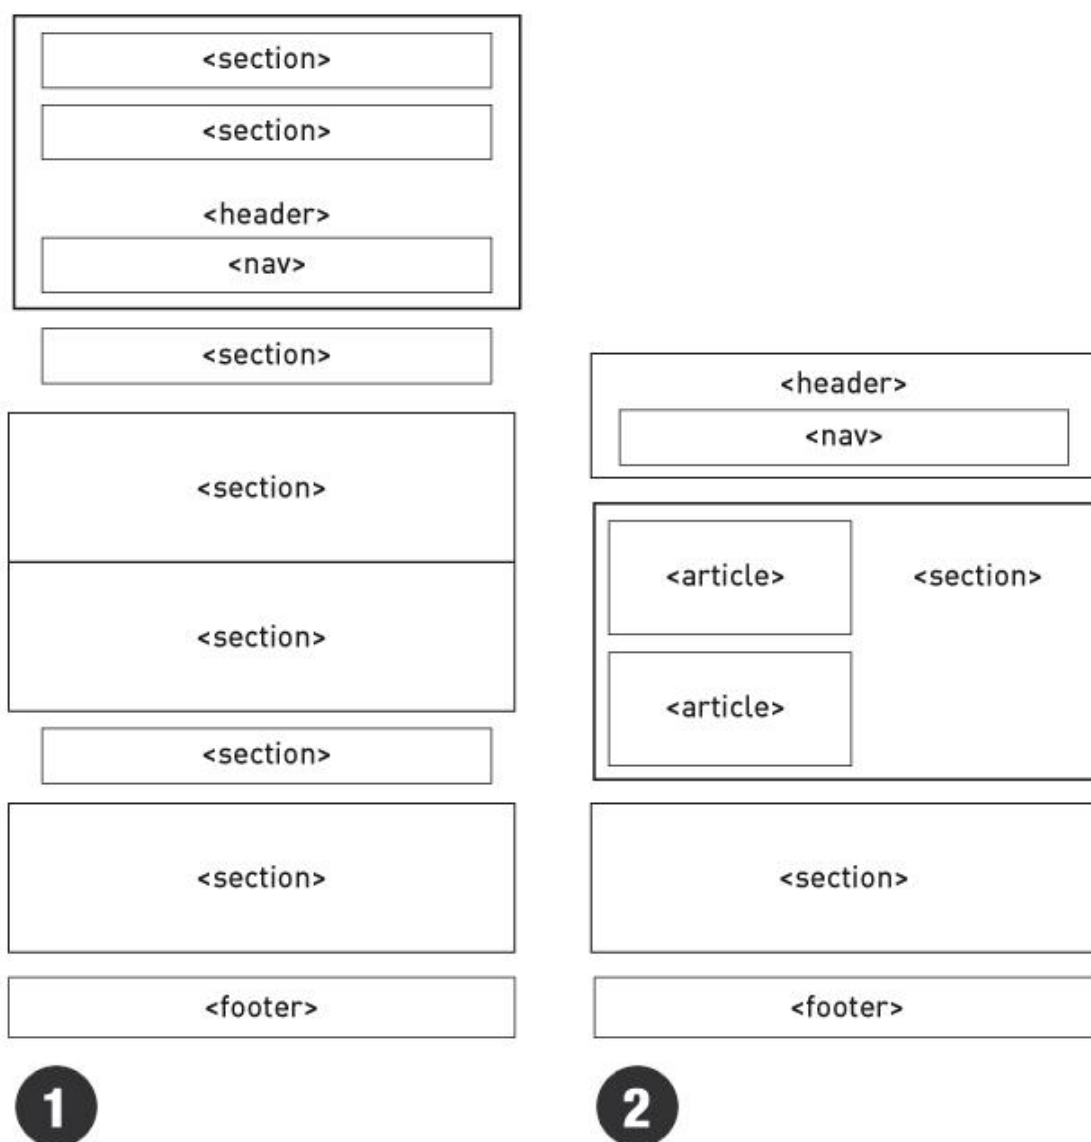 <section>
<section>
<header>
<nav>
<section>
<section>
<section>
<section>
<section>
<footer>
1
<header>
<nav>
<article> <section>
<article>
<section>
<footer>
2